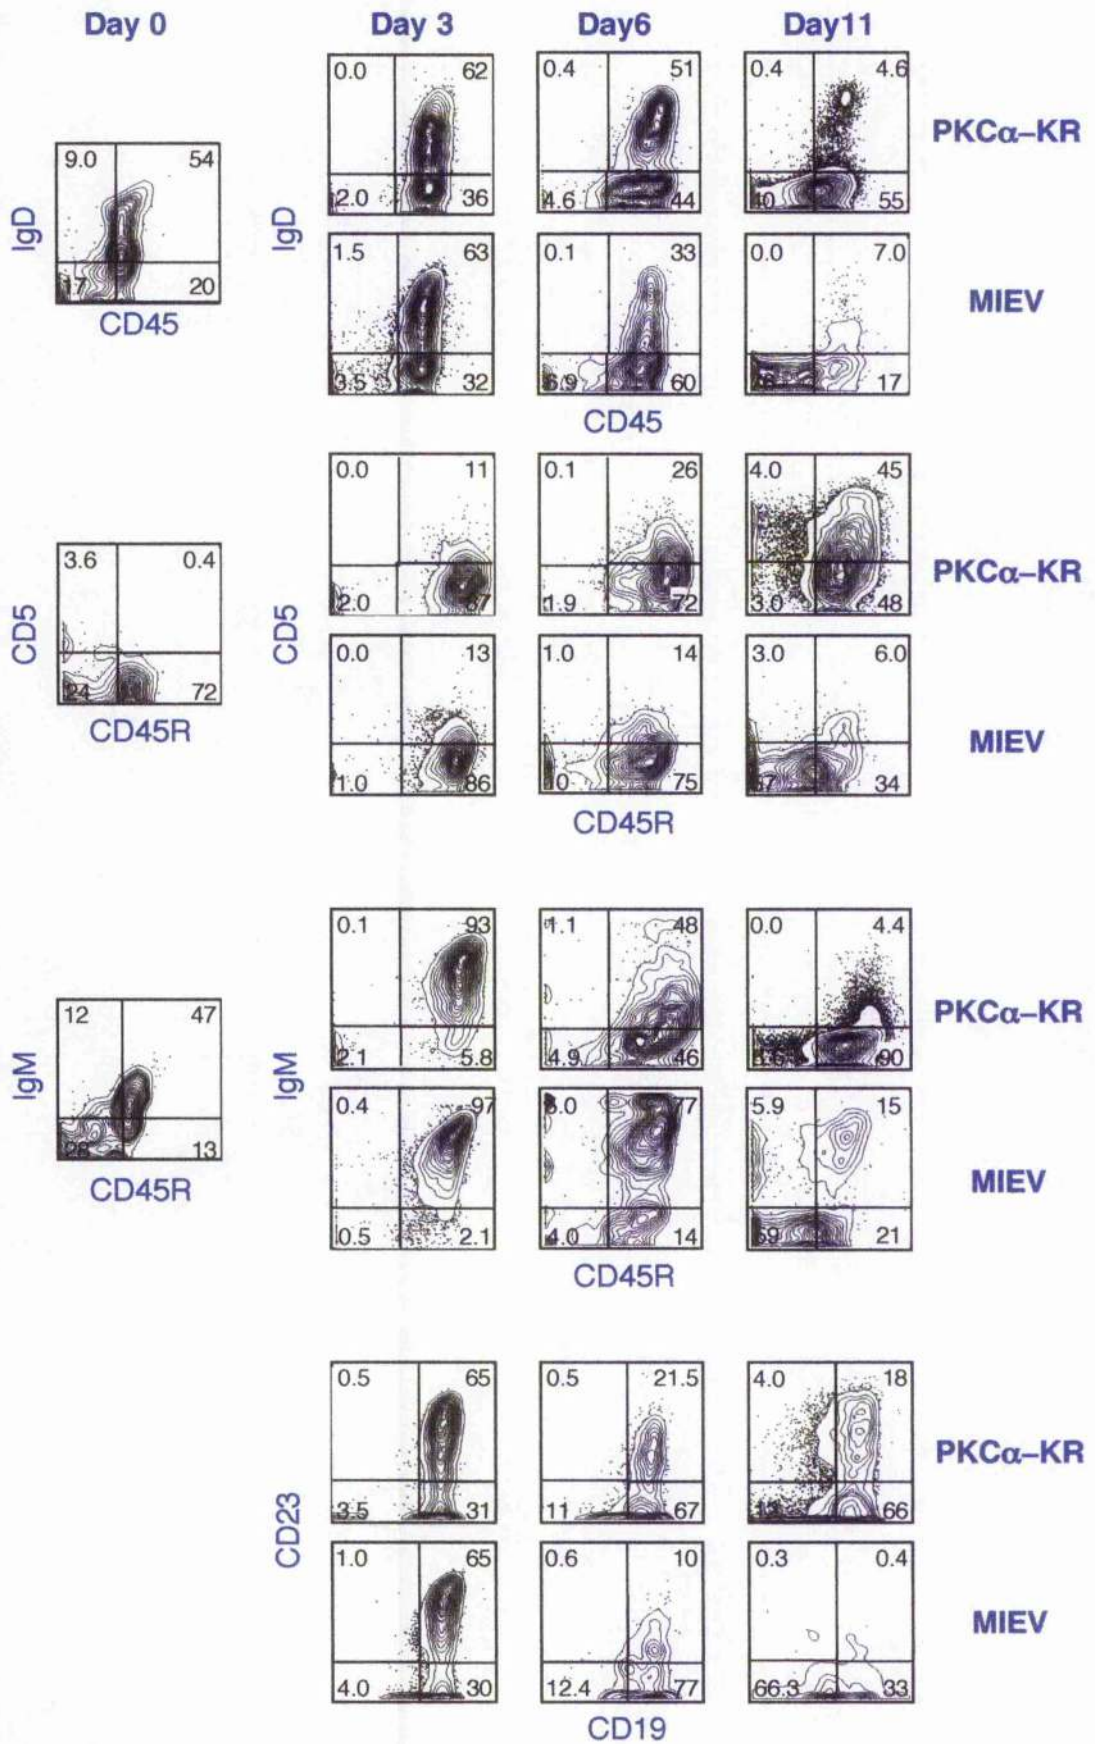 Day 0 Day 3 Day6 Day11
0.0 62 0.4 51 0.4 4.6
PKCα–KR
9.0 54
IgD IgD
2.0 36 4.6 44 40 55
17 20
CD45
1.5 63 0.1 33 0.0 7.0
MIEV
3.5 32 6.9 60 17
CD45
0.0 11 0.1 26 4.0 45
PKCα–KR
3.6 0.4
CD5 CD5
2.0 67 1.9 72 3.0 48
24 72
CD45R
0.0 13 1.0 14 3.0 6.0
MIEV
1.0 86 10 75 57 34
CD45R
0.1 93 1.1 48 0.0 4.4
PKCα–KR
12 47
IgM IgM
2.1 5.8 4.9 46 90
28 13
CD45R
0.4 97 77 5.9 15
MIEV
0.5 2.1 4.0 14 59 21
CD45R
0.5 65 0.5 21.5 4.0 18
PKCα–KR
CD23
3.5 31 11 67 66
1.0 65 0.6 10 0.3 0.4
MIEV
4.0 30 12.4 77 66.3 33
CD19